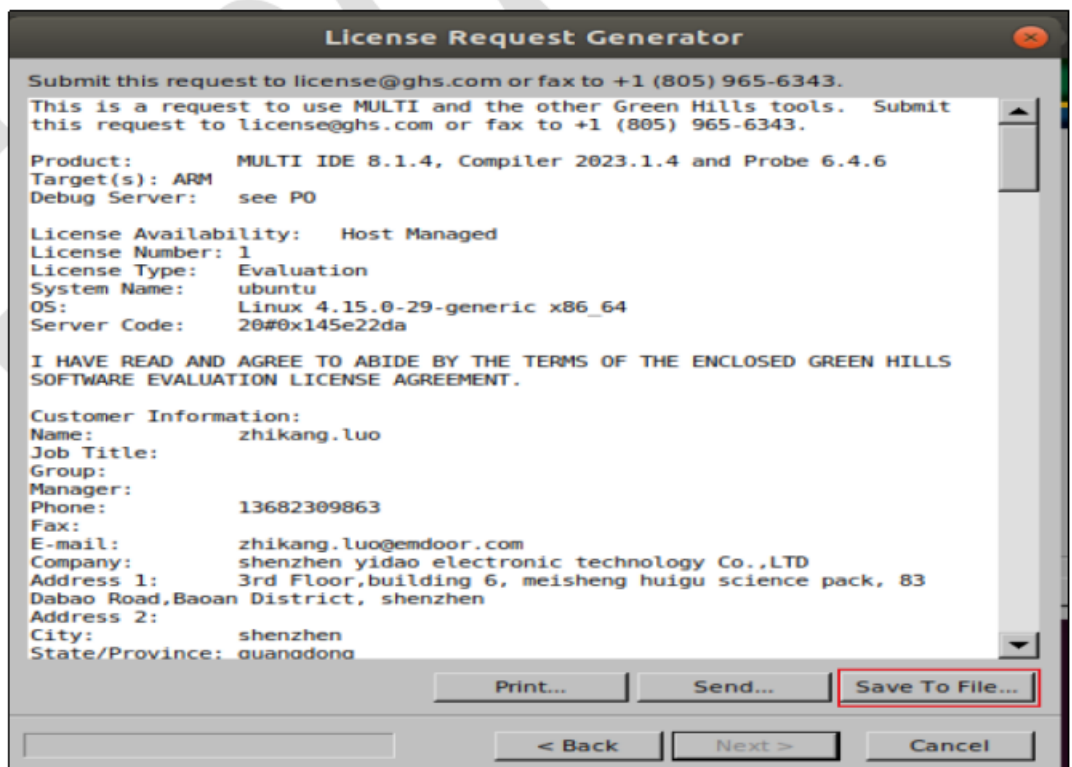 License Request Generator
Submit this request to license@ghs.com or fax to +1 (805) 965-6343.
This is a request to use MULTI and the other Green Hills tools.  Submit
this request to license@ghs.com or fax to +1 (805) 965-6343.
Product: MULTI IDE 8.1.4, Compiler 2023.1.4 and Probe 6.4.6
Target(s): ARM
Debug Server: see PO
License Availability: Host Managed
License Number: 1
License Type: Evaluation
System Name: ubuntu
OS: Linux 4.15.0-29-generic x86_64
Server Code: 20#0x145e22da
I HAVE READ AND AGREE TO ABIDE BY THE TERMS OF THE ENCLOSED GREEN HILLS
SOFTWARE EVALUATION LICENSE AGREEMENT.
Customer Information:
Name: zhikang.luo
Job Title:
Group:
Manager:
Phone: 13682309863
Fax:
E-mail: zhikang.luo@emdoor.com
Company: shenzhen yidao electronic technology Co.,LTD
Address 1: 3rd Floor,building 6, meisheng huigu science pack, 83
Dabao Road,Baoan District, shenzhen
Address 2:
City: shenzhen
State/Province: guangdong
Print... Send... Save To File...
< Back Next > Cancel